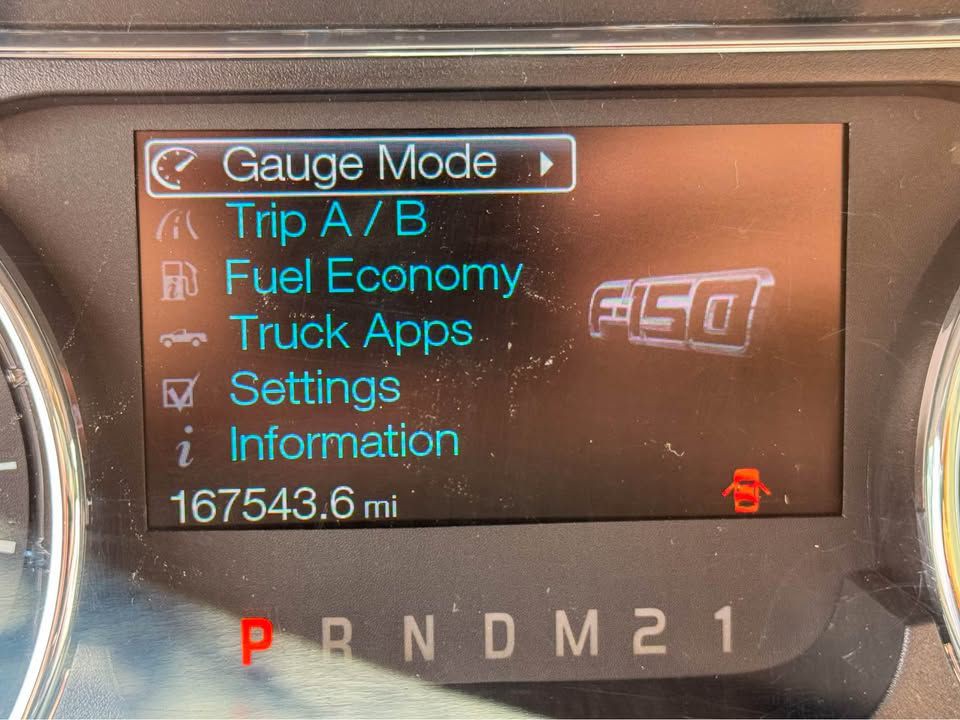 Gauge Mode
Trip A / B
Fuel Economy
F-150
Truck Apps
Settings
Information
167543.6 mi
P R N D M 2 1